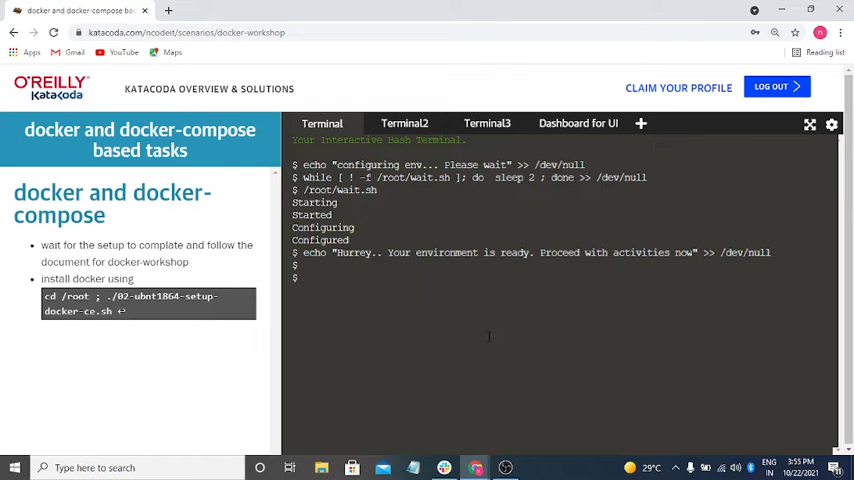 docker and docker-compose based tasks
katacoda.com/ncodeit/scenarios/docker-workshop
n
Apps Gmail YouTube Maps Reading list
O'REILLY
KataKoda
KATACODA OVERVIEW & SOLUTIONS
CLAIM YOUR PROFILE
LOG OUT
docker and docker-compose
based tasks
docker and docker-
compose
wait for the setup to complate and follow the
document for docker-workshop
install docker using
cd /root ; ./02-ubnt1864-setup-
docker-ce.sh
Terminal Terminal2 Terminal3 Dashboard for UI +
Your Interactive Bash Terminal.
$ echo "configuring env... Please wait" >> /dev/null
$ while [ ! -f /root/wait.sh ]; do sleep 2 ; done >> /dev/null
$ /root/wait.sh
Starting
Started
Configuring
Configured
$ echo "Hurrey.. Your environment is ready. Proceed with activities now" >> /dev/null
$
$
Type here to search
29°C
ENG
IN
3:55 PM
10/22/2021